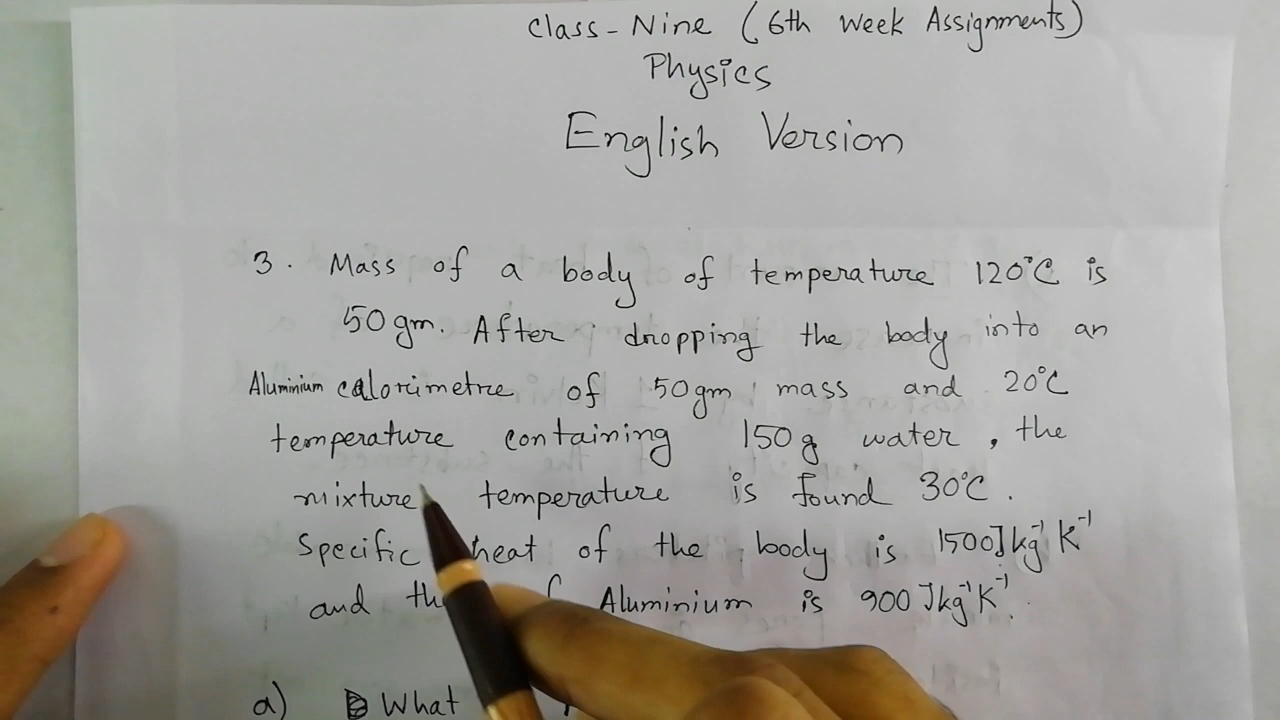 Class-Nine (6th Week Assignments)
Physics
English Version
3. Mass of a body of temperature 120°C is
50 gm. After dropping the body into an
Aluminium calorimetre of 50gm mass and 20°C
temperature containing 150g water, the
mixture temperature is found 30°C.
Specific heat of the body is 1500Jkg⁻¹K⁻¹
and Aluminium is 900Jkg⁻¹K⁻¹.
a) What